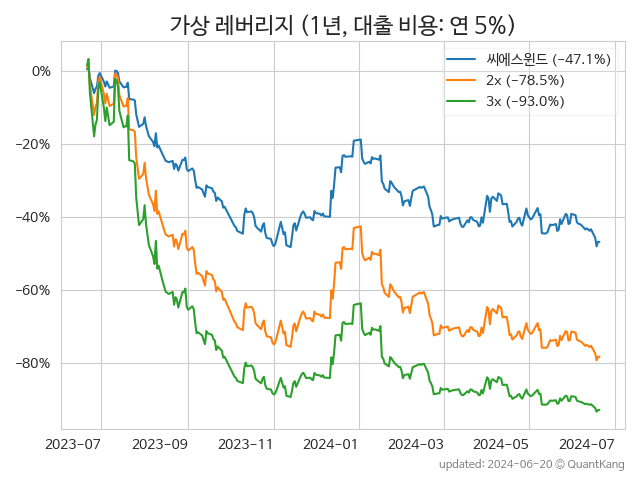 가상 레버리지 (1년, 대출 비용: 연 5%)
씨에스윈드 (−47.1%)
2x (−78.5%)
3x (−93.0%)
0%
−20%
−40%
−60%
−80%
2023-07 2023-09 2023-11 2024-01 2024-03 2024-05 2024-07
updated: 2024-06-20 © QuantKang